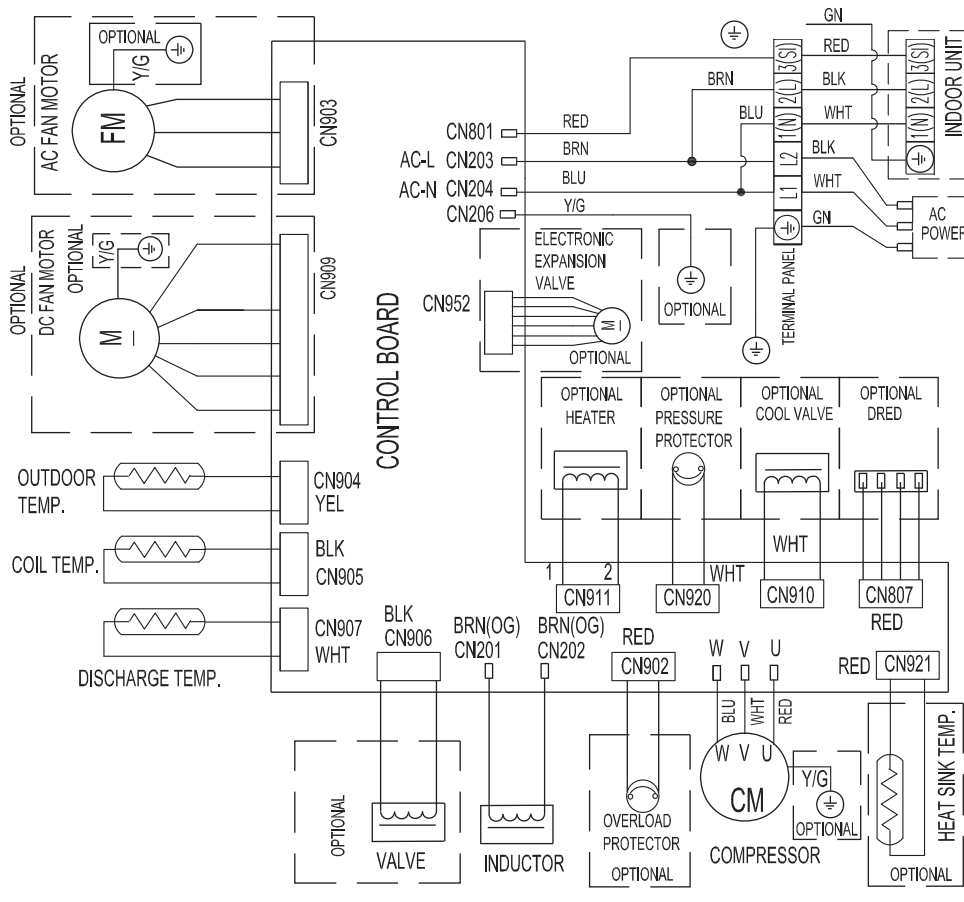 OPTIONAL
AC FAN MOTOR
OPTIONAL
Y/G
FM
CN903
OPTIONAL
DC FAN MOTOR
OPTIONAL
Y/G
M
CN909
OUTDOOR
TEMP.
CN904
YEL
COIL TEMP.
BLK
CN905
CN907
WHT
DISCHARGE TEMP.
CONTROL BOARD
CN801
RED
AC-L CN203
BRN
AC-N CN204
BLU
CN206
Y/G
OPTIONAL
BRN
BLU
3(SI)
2(L)
1(N)
L2
L1
TERMINAL PANEL
GN
RED
BLK
WHT
BLK
WHT
GN
3(SI)
2(L)
1(N)
INDOOR UNIT
AC
POWER
ELECTRONIC
EXPANSION
VALVE
CN952
M
OPTIONAL
OPTIONAL
HEATER
1
2
CN911
OPTIONAL
PRESSURE
PROTECTOR
WHT
CN920
OPTIONAL
COOL VALVE
WHT
CN910
OPTIONAL
DRED
CN807
RED
BLK
CN906
OPTIONAL
VALVE
BRN(OG)
CN201
BRN(OG)
CN202
INDUCTOR
RED
CN902
OVERLOAD
PROTECTOR
OPTIONAL
W V U
BLU
WHT
RED
W V U
CM
COMPRESSOR
Y/G
OPTIONAL
RED
CN921
HEAT SINK TEMP.
OPTIONAL